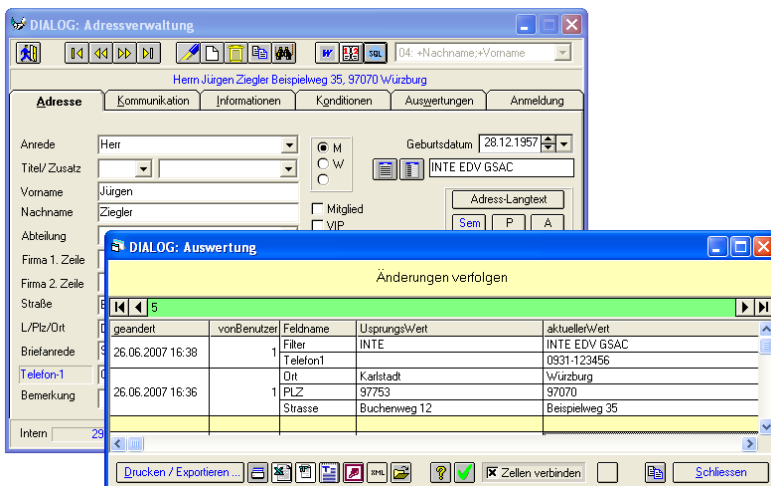 DIALOG: Adressverwaltung
W SQL 04: +Nachname;+Vorname
Herrn Jürgen Ziegler Beispielweg 35, 97070 Würzburg
Adresse Kommunikation Informationen Konditionen Auswertungen Anmeldung
Anrede Herr M Geburtsdatum 28.12.1957
Titel/ Zusatz W INTE EDV GSAC
Vorname Jürgen Adress-Langtext
Nachname Ziegler Mitglied Sem P A
Abteilung VIP
Firma 1. Zeile
Firma 2. Zeile
Straße
L/Plz/Ort
Briefanrede
Telefon-1
Bemerkung
Intern 29
DIALOG: Auswertung
Änderungen verfolgen
5
geandert vonBenutzer Feldname UsprungsWert aktuellerWert
26.06.2007 16:38 1 Filter INTE INTE EDV GSAC
Telefon1 0931-123456
26.06.2007 16:36 1 Ort Karlstadt Würzburg
PLZ 97753 97070
Strasse Buchenweg 12 Beispielweg 35
Drucken / Exportieren ... XML ? Zellen verbinden Schliessen